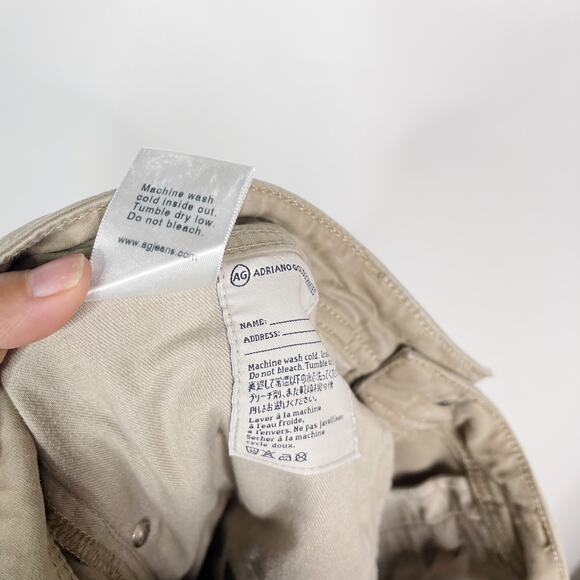 Machine wash
cold inside out.
Tumble dry low.
Do not bleach.
www.agjeans.com
AG ADRIANO
NAME:
ADDRESS:
Machine wash cold.
Do not bleach. Tumble
Laver à la machine
à l'eau froide,
a l'envers. Ne pas javelliser.
Secher à la machine
cycle doux.